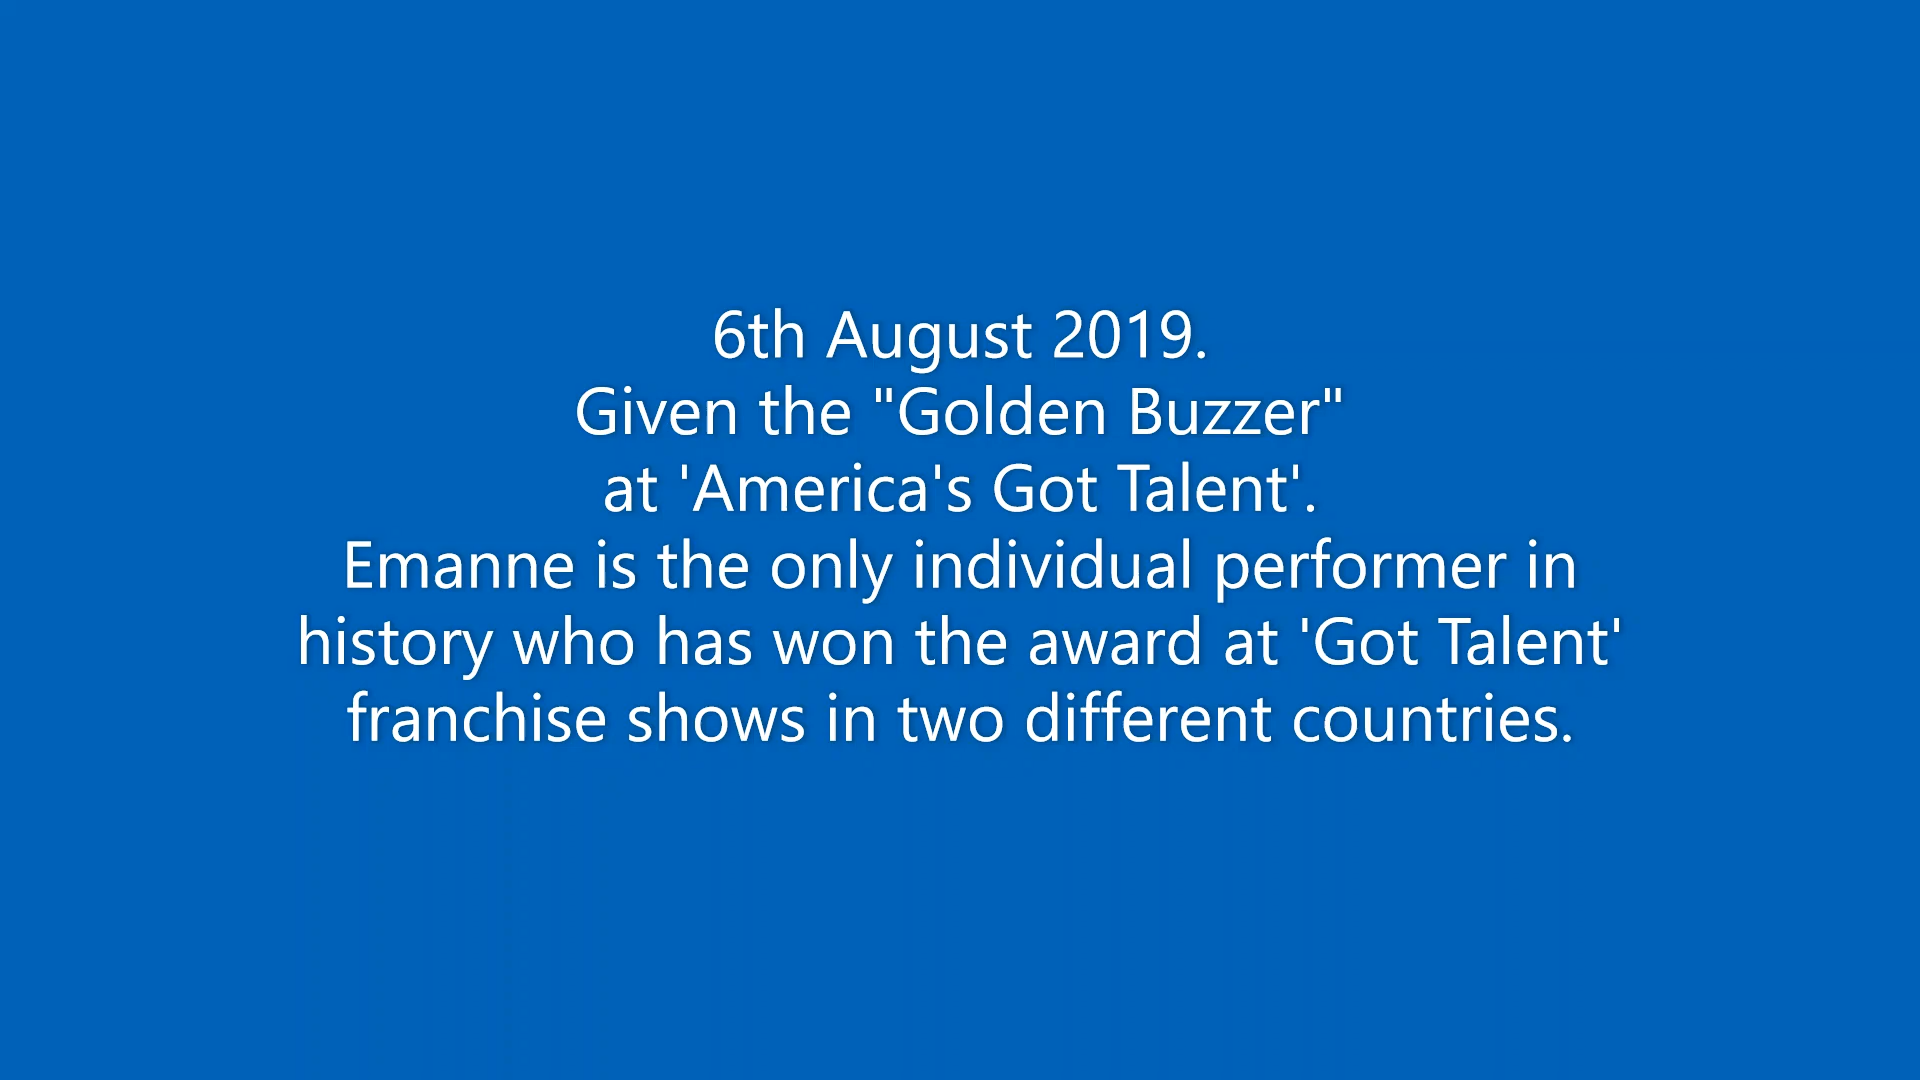 6th August 2019.
Given the "Golden Buzzer"
at 'America's Got Talent'.
Emanne is the only individual performer in
history who has won the award at 'Got Talent'
franchise shows in two different countries.